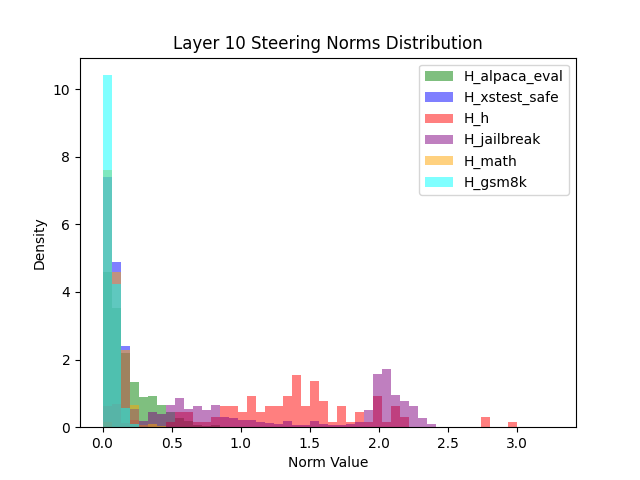 Layer 10 Steering Norms Distribution
H_alpaca_eval
H_xstest_safe
H_h
H_jailbreak
H_math
H_gsm8k
Density
10
8
6
4
2
0
0.0 0.5 1.0 1.5 2.0 2.5 3.0
Norm Value